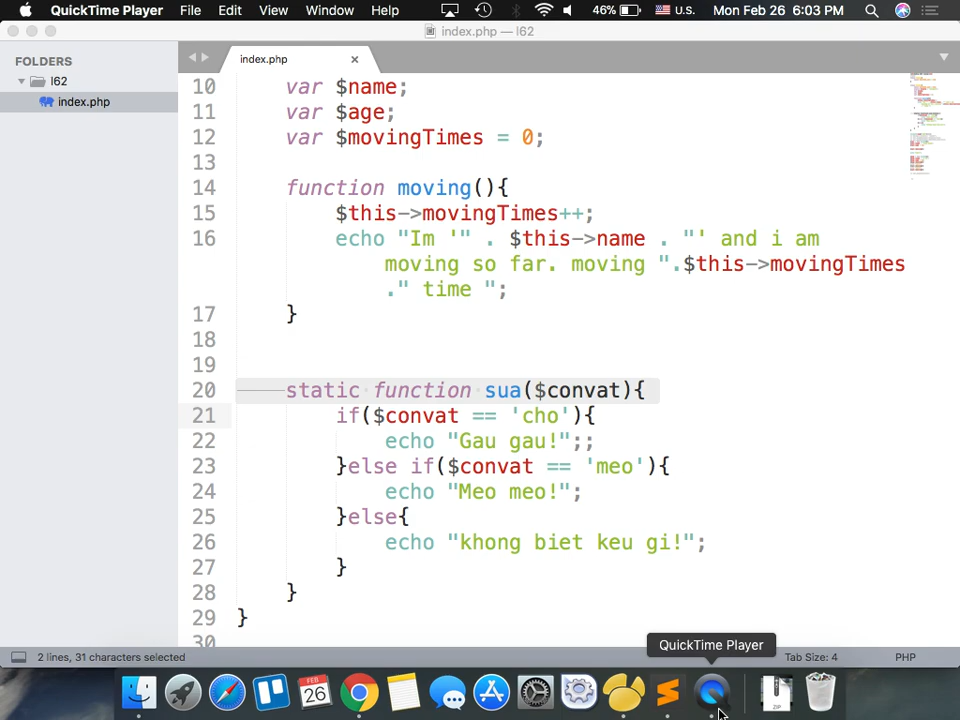 QuickTime Player File Edit View Window Help 46% U.S. Mon Feb 26 6:03 PM
index.php — l62
FOLDERS
l62
index.php
index.php
10 var $name;
11 var $age;
12 var $movingTimes = 0;
13
14 function moving(){
15 $this->movingTimes++;
16 echo "Im '" . $this->name . "' and i am
moving so far. moving ".$this->movingTimes
." time ";
17 }
18
19
20 static function sua($convat){
21 if($convat == 'cho'){
22 echo "Gau gau!";;
23 }else if($convat == 'meo'){
24 echo "Meo meo!";
25 }else{
26 echo "khong biet keu gi!";
27 }
28 }
29 }
30
QuickTime Player
2 lines, 31 characters selected Tab Size: 4 PHP
FEB
26
ZIP